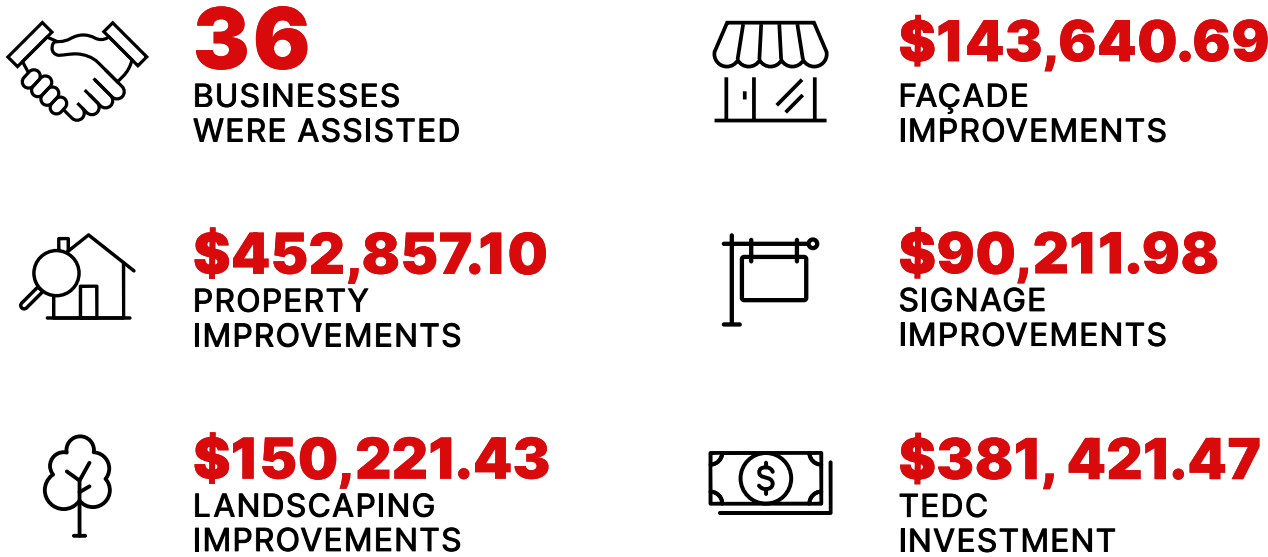 36
BUSINESSES
WERE ASSISTED
$143,640.69
FAÇADE
IMPROVEMENTS
$452,857.10
PROPERTY
IMPROVEMENTS
$90,211.98
SIGNAGE
IMPROVEMENTS
$150,221.43
LANDSCAPING
IMPROVEMENTS
$
$381, 421.47
TEDC
INVESTMENT